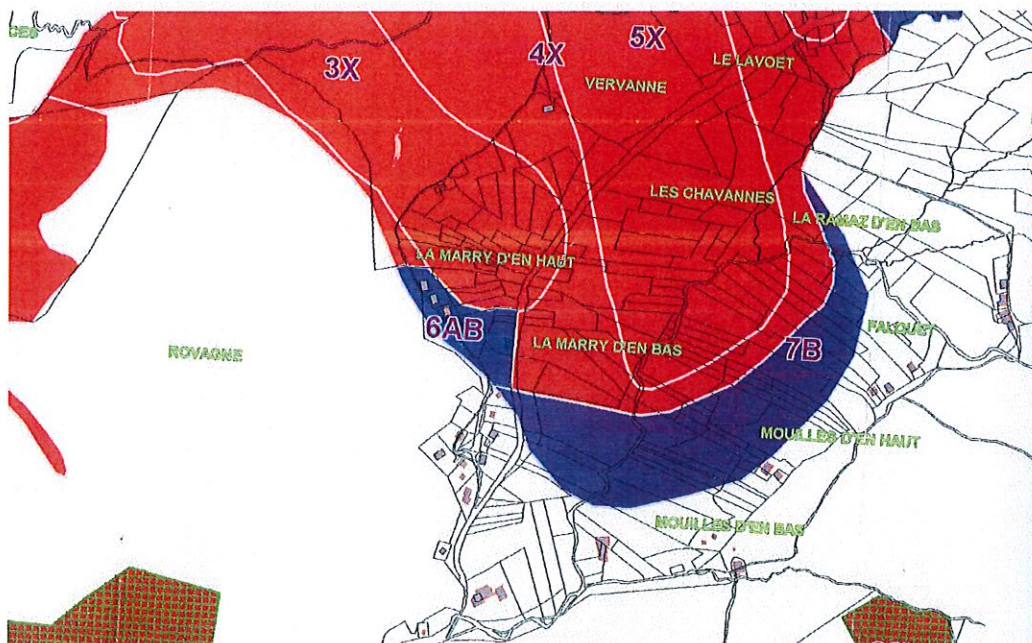 CES
5X
3X
4X
LE LAVOET
VERVANNE
LES CHAVANNES
LA RAMAZ D'EN BAS
LA MARRY D'EN HAUT
6AB
LA MARRY D'EN BAS
7B
ROVAGNE
MOUILLES D'EN HAUT
MOUILLES D'EN BAS